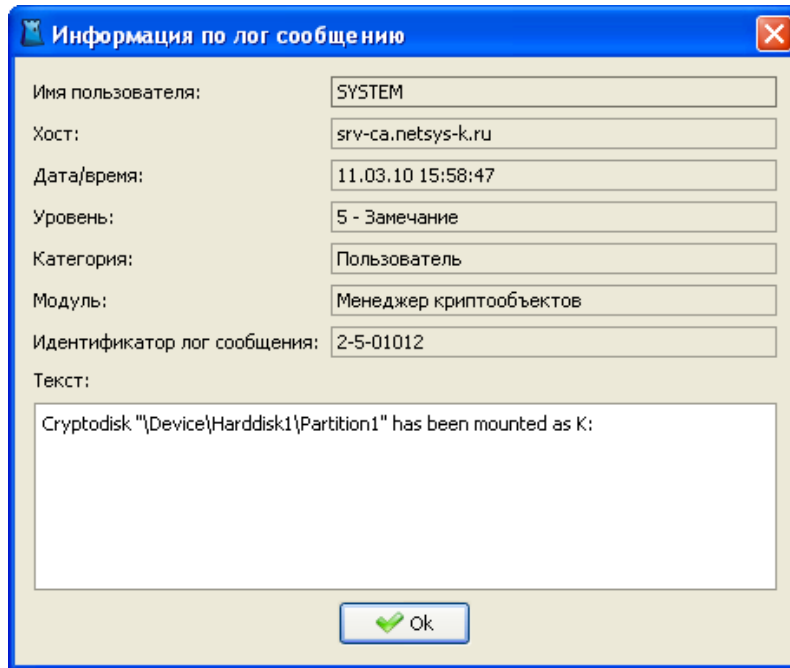 Информация по лог сообщению
Имя пользователя: SYSTEM
Хост: srv-ca.netsys-k.ru
Дата/время: 11.03.10 15:58:47
Уровень: 5 - Замечание
Категория: Пользователь
Модуль: Менеджер криптообъектов
Идентификатор лог сообщения: 2-5-01012
Текст:
Cryptodisk "\Device\Harddisk1\Partition1" has been mounted as K:
Ok